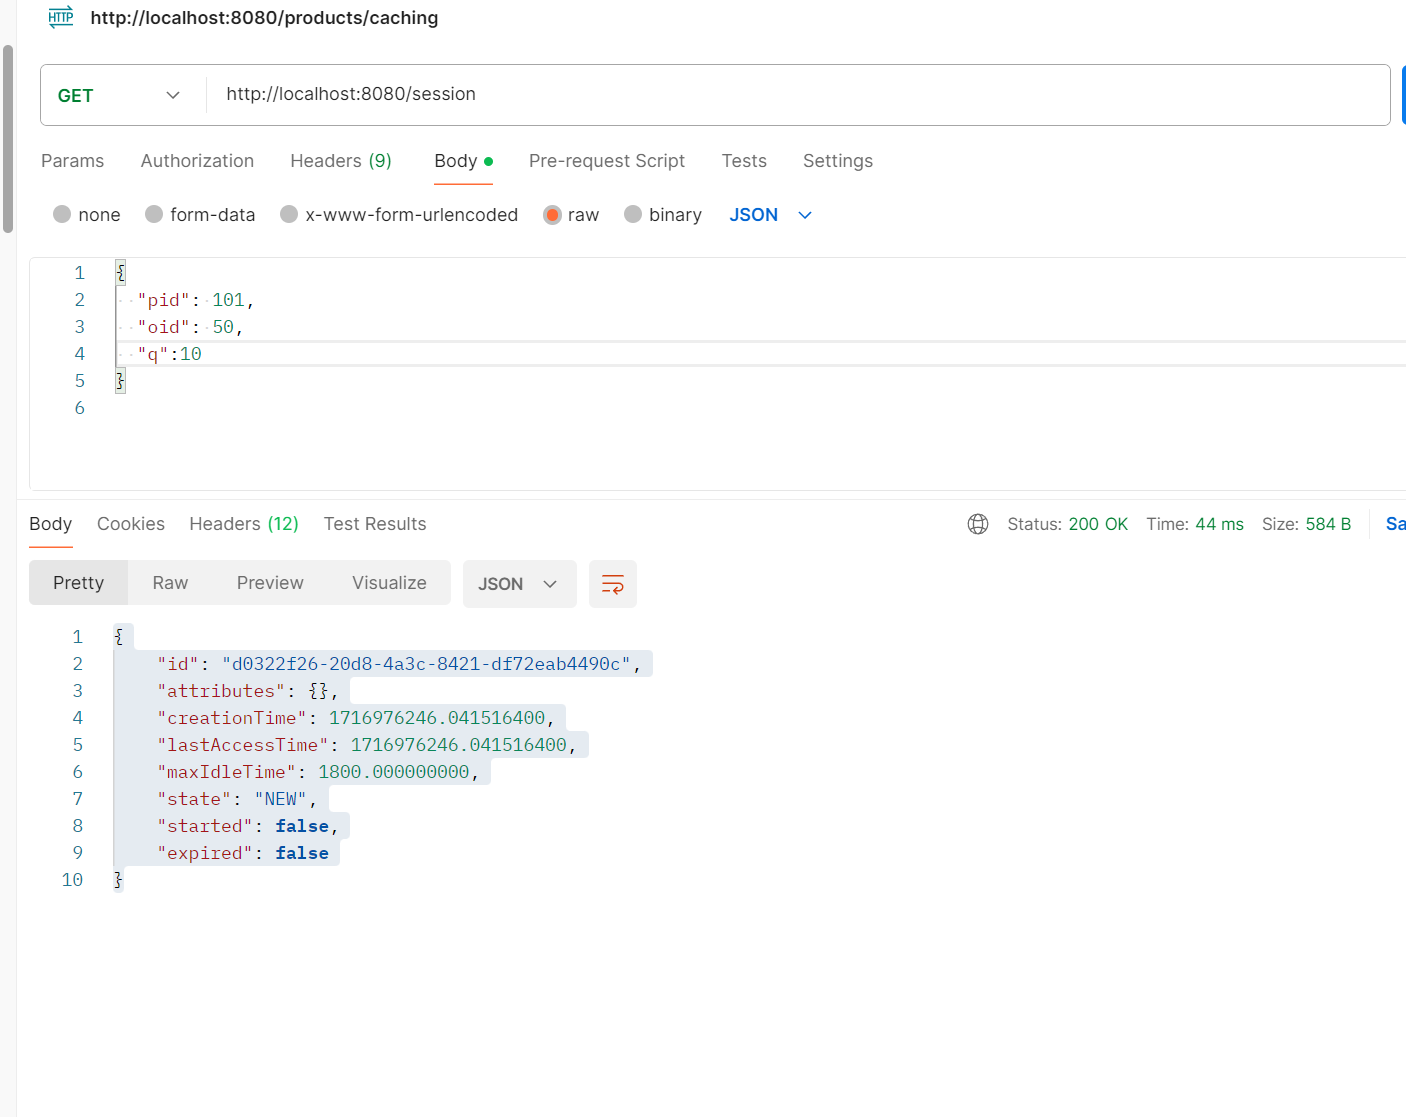 HTTP http://localhost:8080/products/caching
GET http://localhost:8080/session
Params Authorization Headers (9) Body Pre-request Script Tests Settings
none form-data x-www-form-urlencoded raw binary JSON
1 {
2 "pid": 101,
3 "oid": 50,
4 "q":10
5 }
6
Body Cookies Headers (12) Test Results Status: 200 OK Time: 44 ms Size: 584 B Sa
Pretty Raw Preview Visualize JSON
1 {
2 "id": "d0322f26-20d8-4a3c-8421-df72eab4490c",
3 "attributes": {},
4 "creationTime": 1716976246.041516400,
5 "lastAccessTime": 1716976246.041516400,
6 "maxIdleTime": 1800.000000000,
7 "state": "NEW",
8 "started": false,
9 "expired": false
10 }